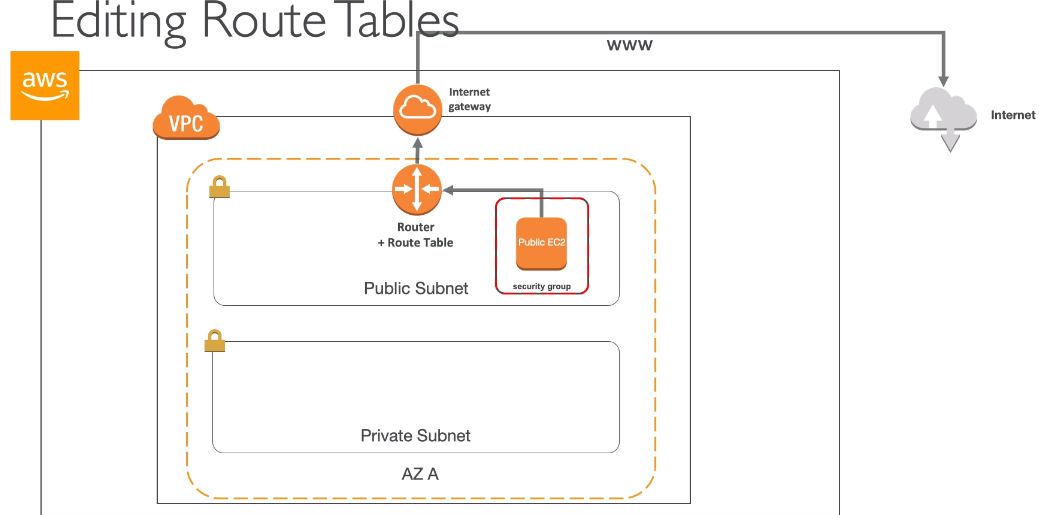 Editing Route Tables
www
aws
Internet
gateway
Internet
VPC
Router
+ Route Table
Public EC2
security group
Public Subnet
Private Subnet
AZ A